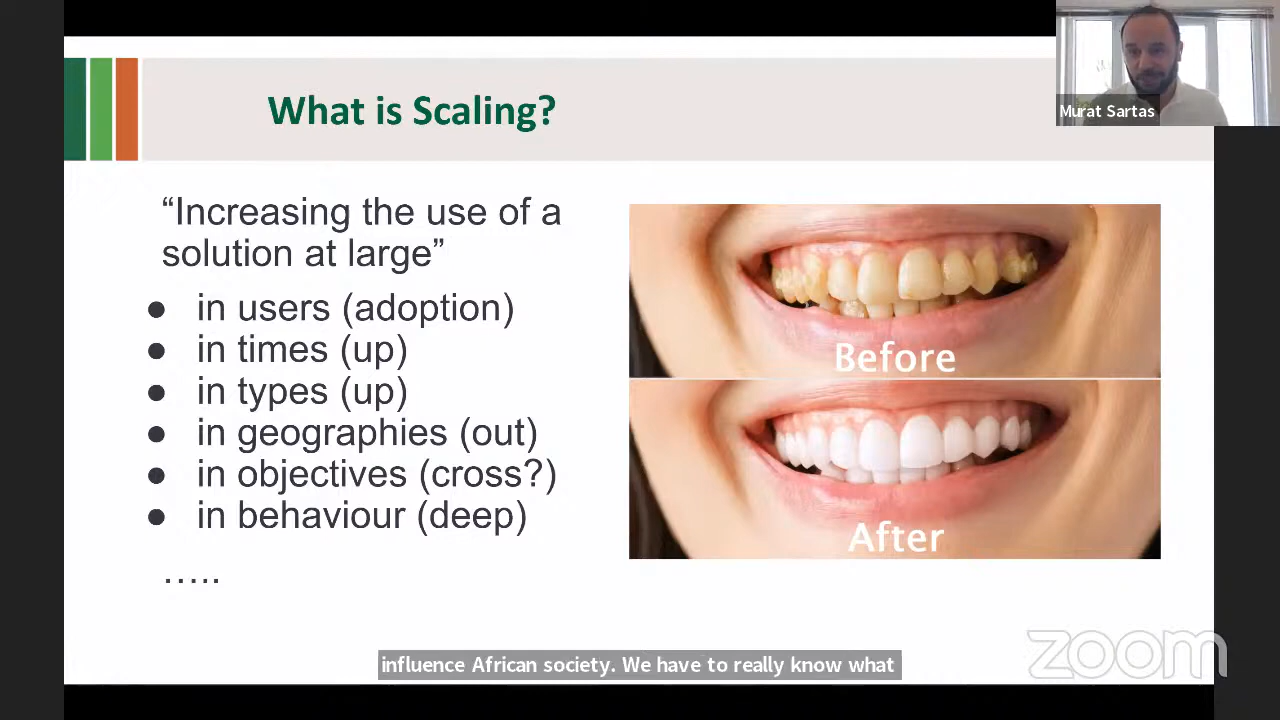 What is Scaling?
Murat Sartas
“Increasing the use of a
solution at large”
● in users (adoption)
● in times (up)
● in types (up)
● in geographies (out)
● in objectives (cross?)
● in behaviour (deep)
…..
Before
After
influence African society. We have to really know what
zoom